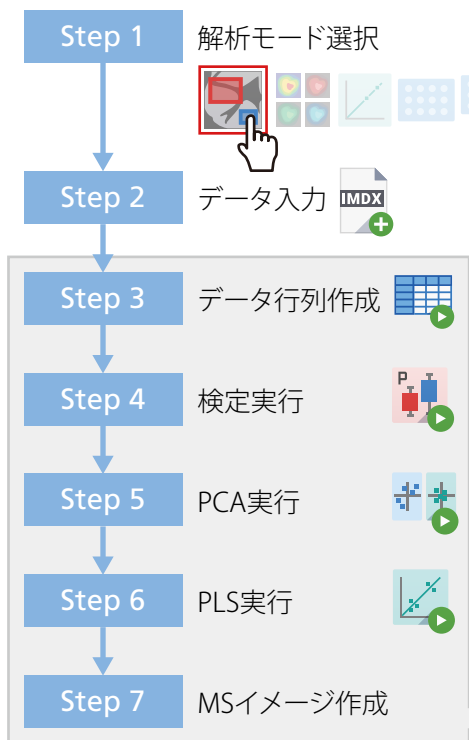 Step 1
解析モード選択
Step 2
データ入力
IMDX
Step 3
データ行列作成
Step 4
検定実行
P
Step 5
PCA実行
Step 6
PLS実行
Step 7
MSイメージ作成